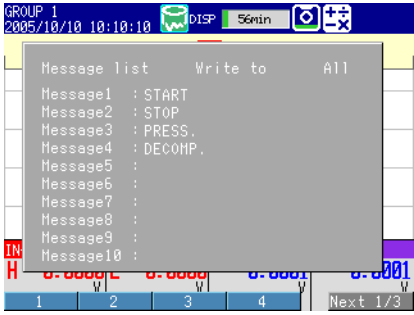 GROUP 1
2005/10/10 10:10:10 DISP 56min
Message list Write to All
Message1 : START
Message2 : STOP
Message3 : PRESS.
Message4 : DECOMP.
Message5 :
Message6 :
Message7 :
Message8 :
Message9 :
Message10 :
IN
H L
V V V V
1 2 3 4 Next 1/3